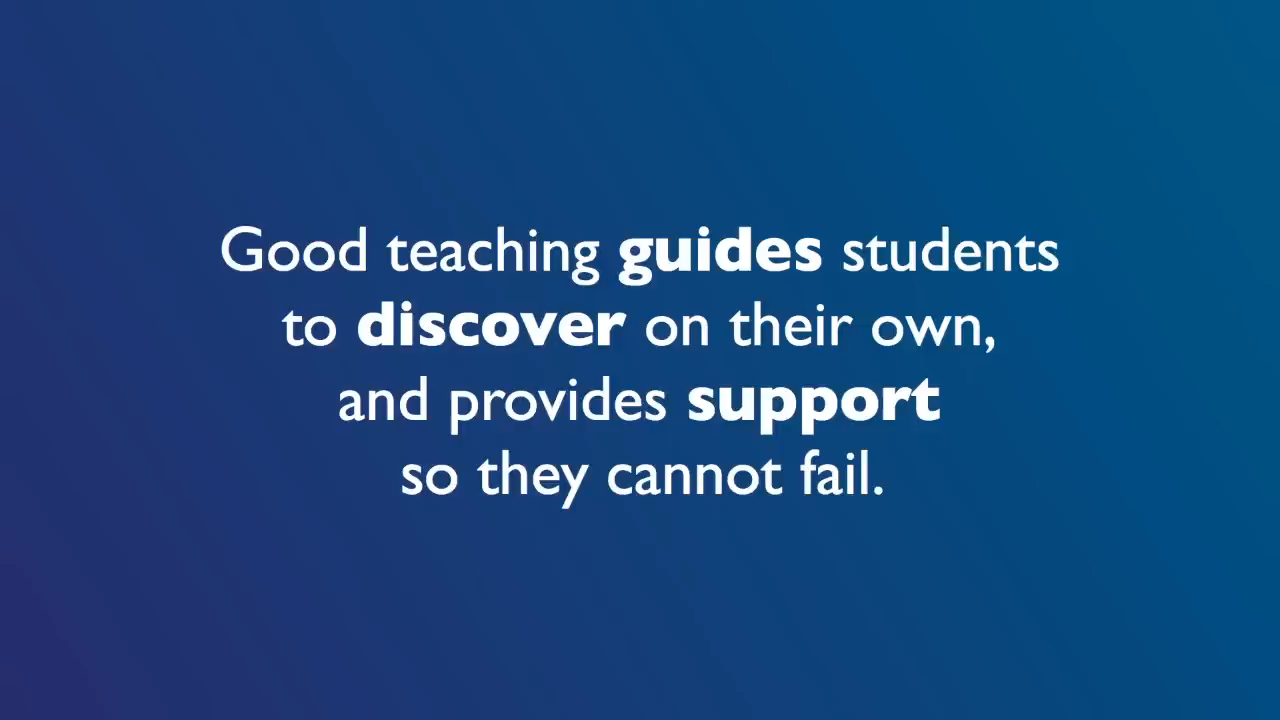 Good teaching guides students
to discover on their own,
and provides support
so they cannot fail.